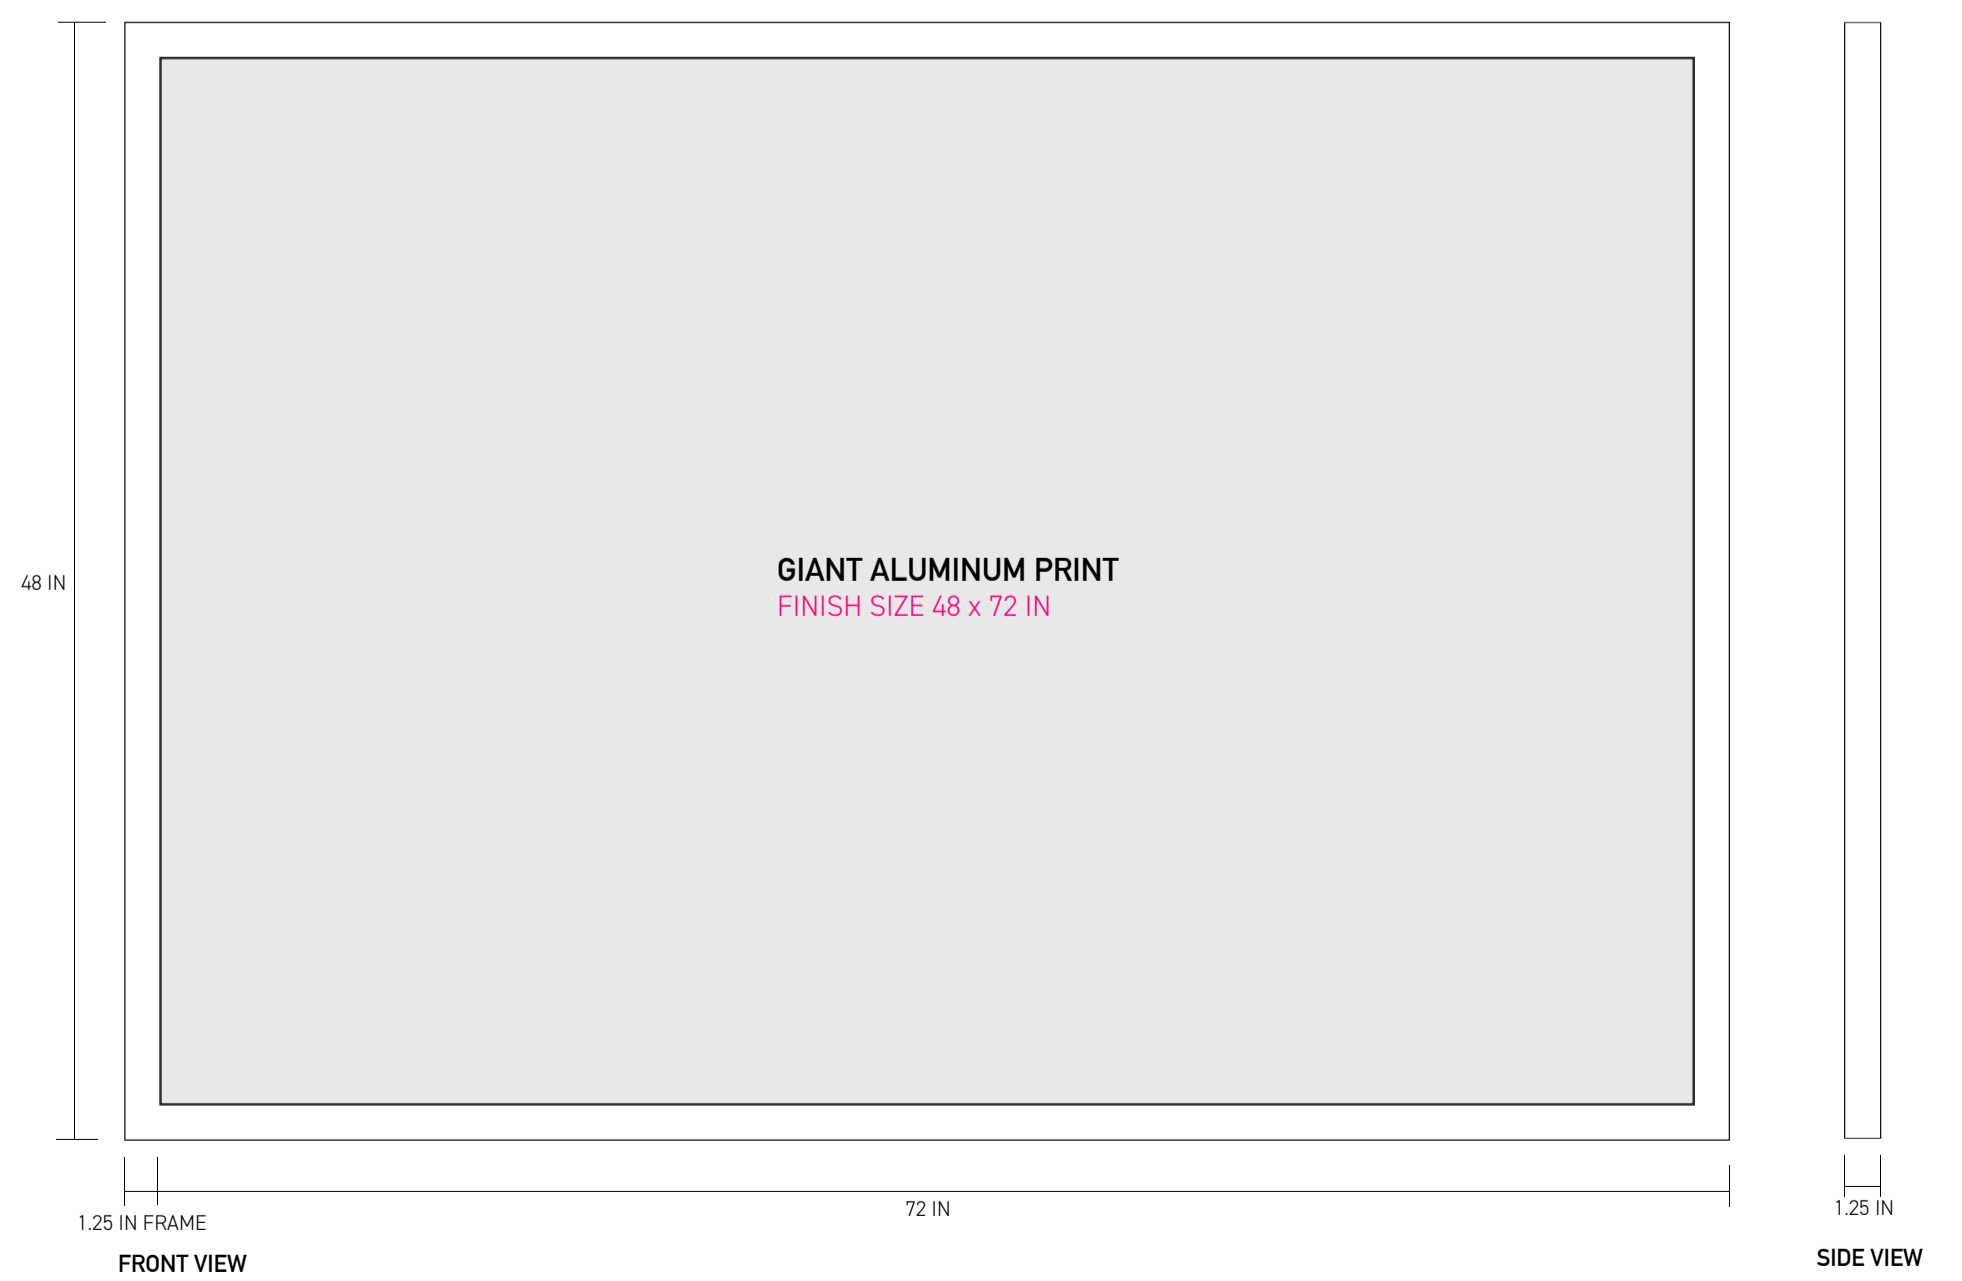 48 IN
GIANT ALUMINUM PRINT
FINISH SIZE 48 x 72 IN
72 IN
1.25 IN FRAME
FRONT VIEW
1.25 IN
SIDE VIEW